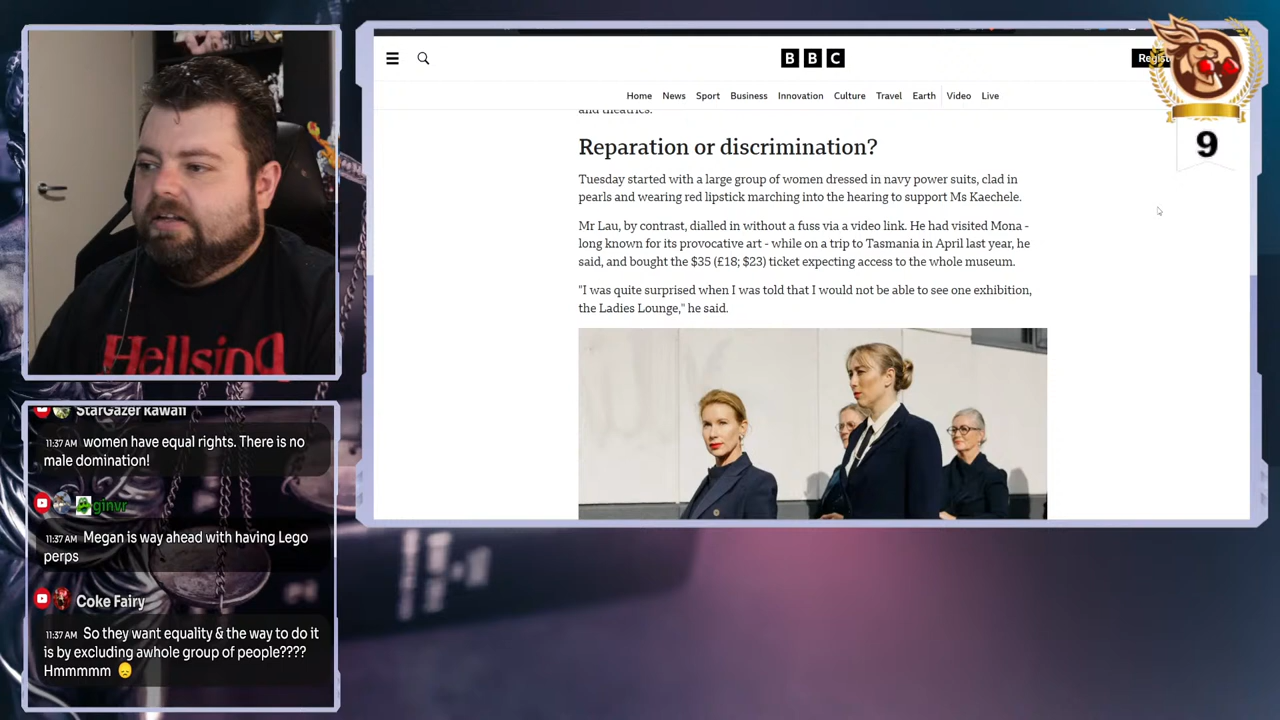 BBC
Home News Sport Business Innovation Culture Travel Earth Video Live
and theatrics.
Reparation or discrimination?
Tuesday started with a large group of women dressed in navy power suits, clad in
pearls and wearing red lipstick marching into the hearing to support Ms Kaechele.
Mr Lau, by contrast, dialled in without a fuss via a video link. He had visited Mona -
long known for its provocative art - while on a trip to Tasmania in April last year, he
said, and bought the $35 (£18; $23) ticket expecting access to the whole museum.
"I was quite surprised when I was told that I would not be able to see one exhibition,
the Ladies Lounge," he said.
9
Hellsing
StarGazer Kawaii
11:37 AM women have equal rights. There is no
male domination!
ginvr
11:37 AM Megan is way ahead with having Lego
perps
Coke Fairy
11:37 AM So they want equality & the way to do it
is by excluding awhole group of people????
Hmmmmm 😞